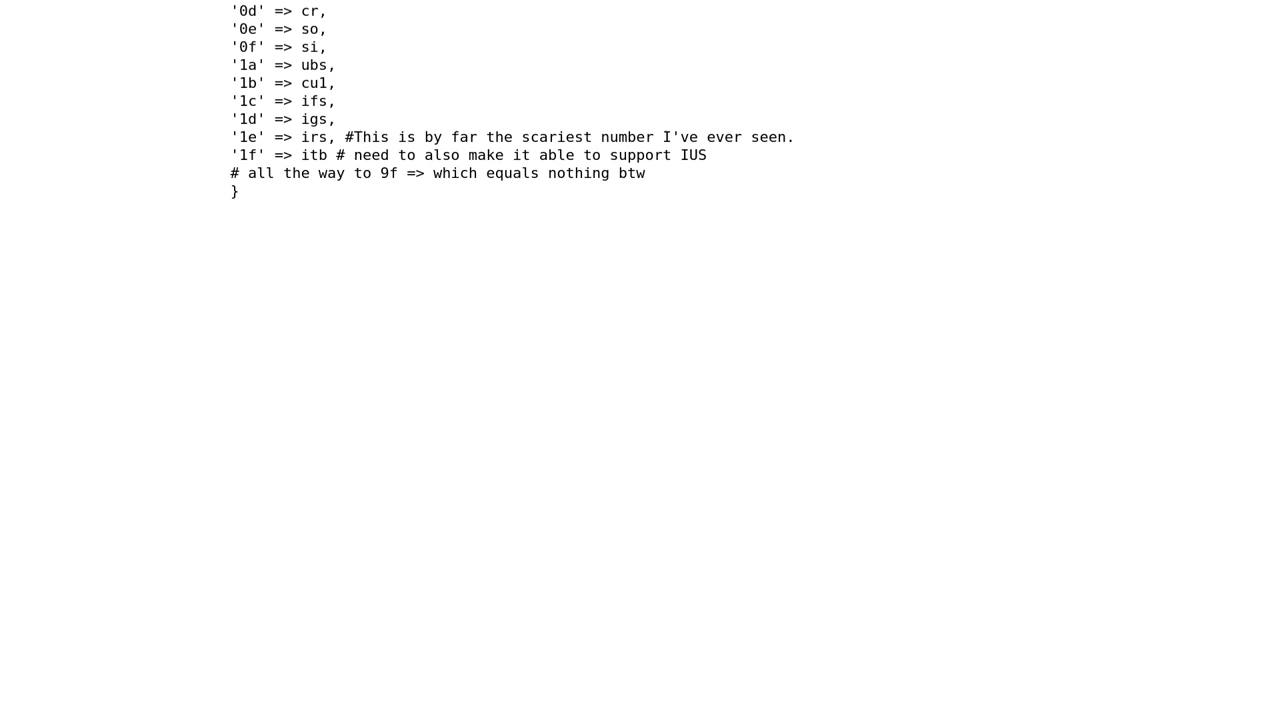 '0d' => cr,
'0e' => so,
'0f' => si,
'1a' => ubs,
'1b' => cu1,
'1c' => ifs,
'1d' => igs,
'1e' => irs, #This is by far the scariest number I've ever seen.
'1f' => itb # need to also make it able to support IUS
# all the way to 9f => which equals nothing btw
}